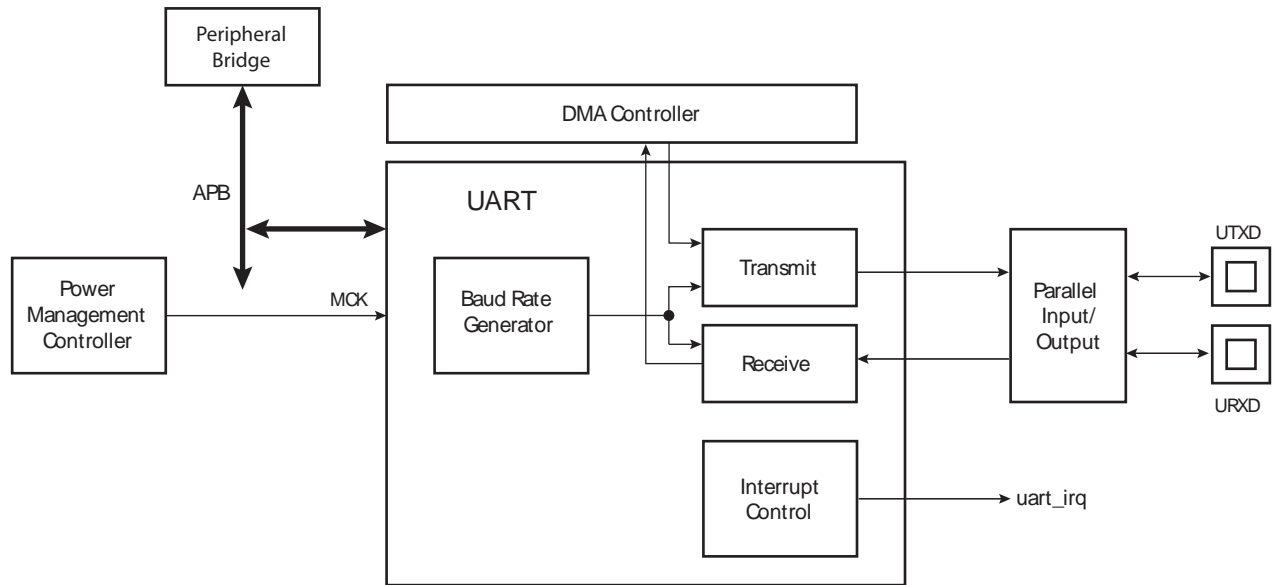 Peripheral
Bridge
DMA Controller
APB
UART
UTXD
Transmit
Power
Management
Controller
MCK
Baud Rate
Generator
Parallel
Input/
Output
Receive
URXD
Interrupt
Control
uart_irq